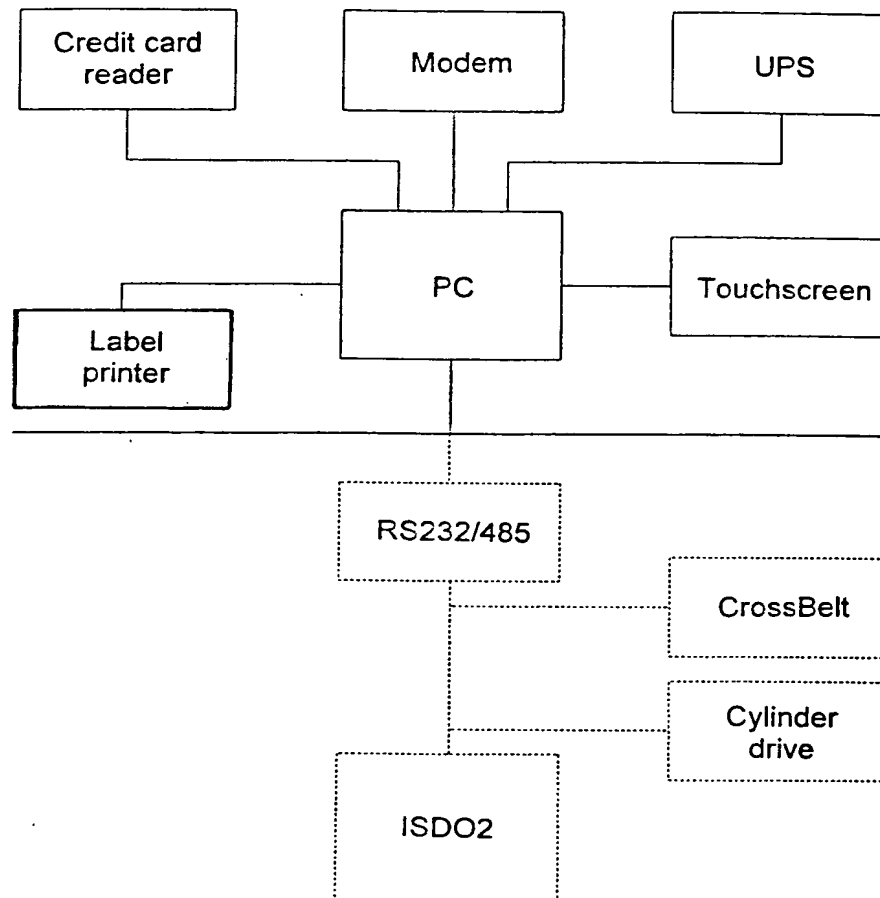 Credit card
reader
Modem
UPS
PC
Touchscreen
Label
printer
RS232/485
CrossBelt
Cylinder
drive
ISDO2